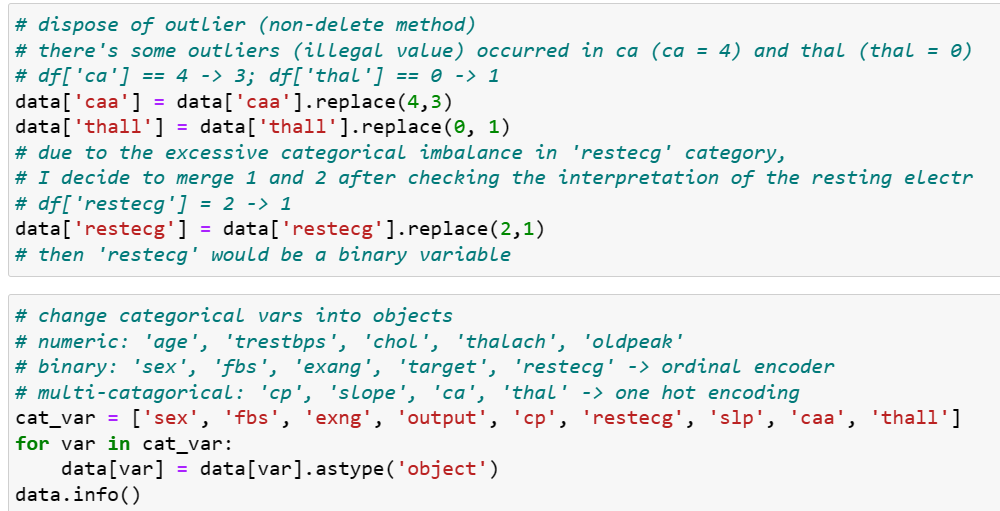 # dispose of outlier (non-delete method)
# there's some outliers (illegal value) occurred in ca (ca = 4) and thal (thal = 0)
# df['ca'] == 4 -> 3; df['thal'] == 0 -> 1
data['caa'] = data['caa'].replace(4,3)
data['thall'] = data['thall'].replace(0, 1)
# due to the excessive categorical imbalance in 'restecg' category,
# I decide to merge 1 and 2 after checking the interpretation of the resting electr
# df['restecg'] = 2 -> 1
data['restecg'] = data['restecg'].replace(2,1)
# then 'restecg' would be a binary variable
# change categorical vars into objects
# numeric: 'age', 'trestbps', 'chol', 'thalach', 'oldpeak'
# binary: 'sex', 'fbs', 'exang', 'target', 'restecg' -> ordinal encoder
# multi-catagorical: 'cp', 'slope', 'ca', 'thal' -> one hot encoding
cat_var = ['sex', 'fbs', 'exng', 'output', 'cp', 'restecg', 'slp', 'caa', 'thall']
for var in cat_var:
    data[var] = data[var].astype('object')
data.info()